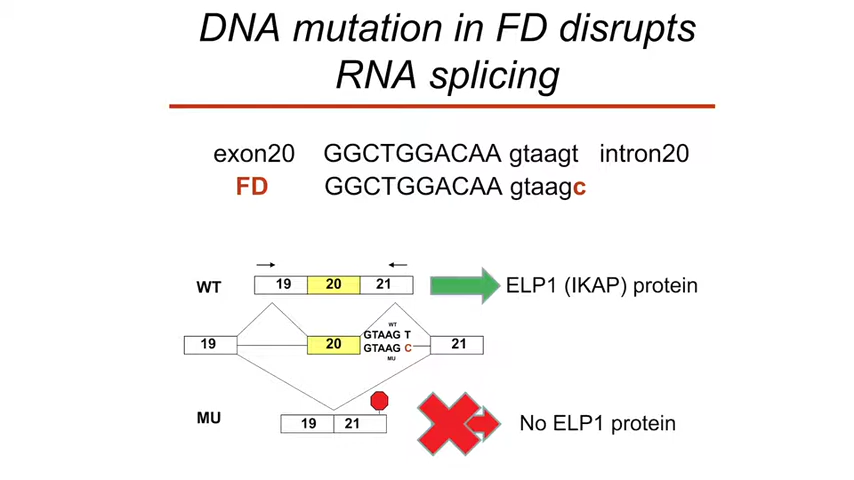 DNA mutation in FD disrupts
RNA splicing
exon20 GGCTGGACAA gtaagt intron20
FD GGCTGGACAA gtaagc
WT 19 20 21 ELP1 (IKAP) protein
WT
19 20 GTAAG T 21
GTAAG C
MU
MU 19 21 No ELP1 protein